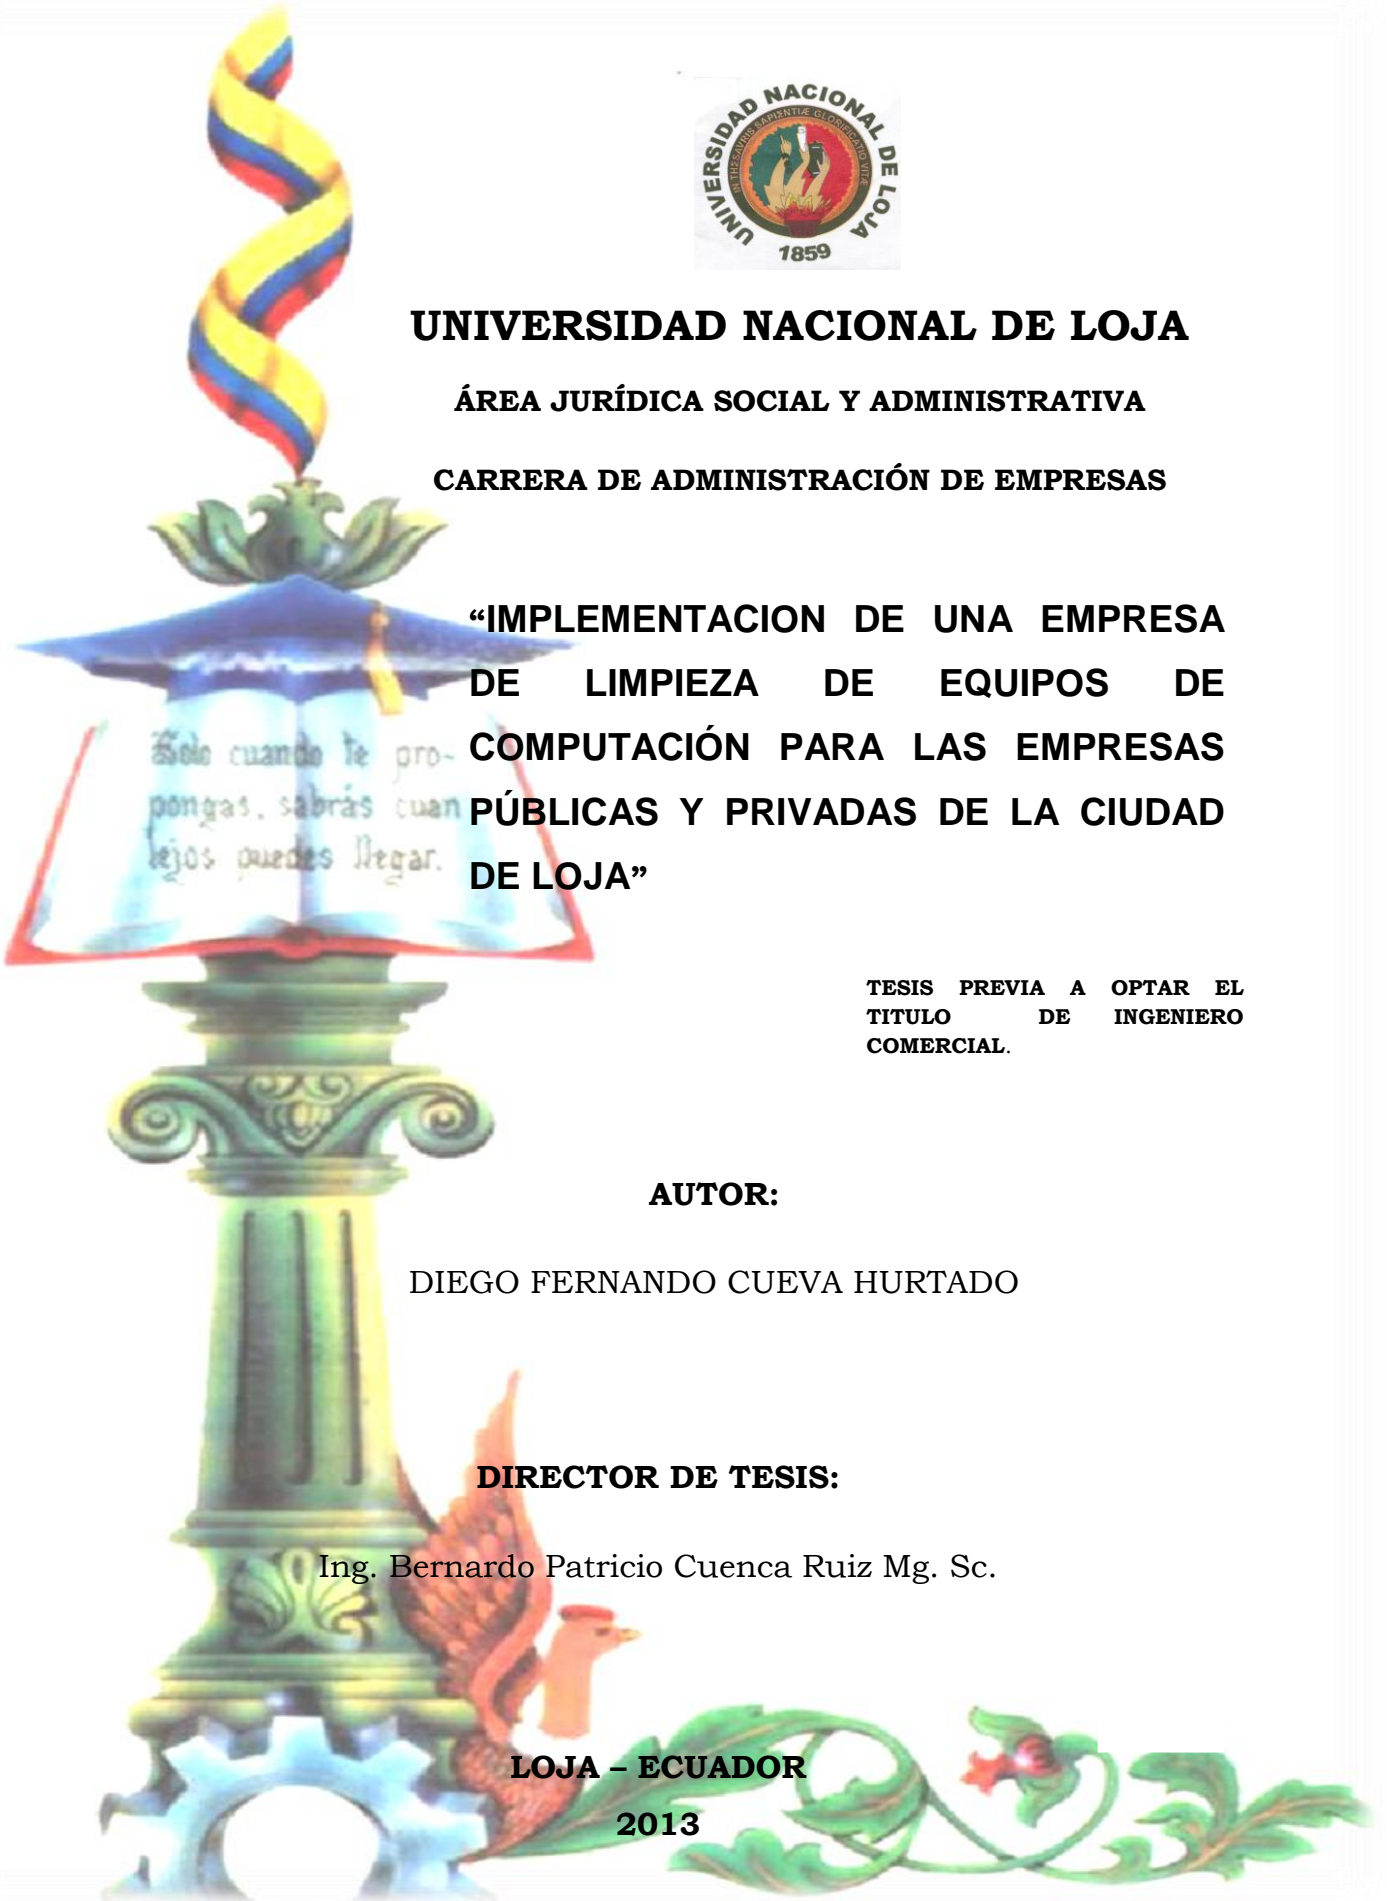 UNIVERSIDAD NACIONAL DE LOJA
IN THESAURIS SAPIENTIÆ GLORIFICATIO VITÆ
1859
UNIVERSIDAD NACIONAL DE LOJA
ÁREA JURÍDICA SOCIAL Y ADMINISTRATIVA
CARRERA DE ADMINISTRACIÓN DE EMPRESAS
“IMPLEMENTACION DE UNA EMPRESA
DE LIMPIEZA DE EQUIPOS DE
COMPUTACIÓN PARA LAS EMPRESAS
PÚBLICAS Y PRIVADAS DE LA CIUDAD
DE LOJA”
Solo cuando te pro-
pongas, sabrás cuan
lejos puedes llegar.
TESIS PREVIA A OPTAR EL
TITULO DE INGENIERO
COMERCIAL.
AUTOR:
DIEGO FERNANDO CUEVA HURTADO
DIRECTOR DE TESIS:
Ing. Bernardo Patricio Cuenca Ruiz Mg. Sc.
LOJA – ECUADOR
2013